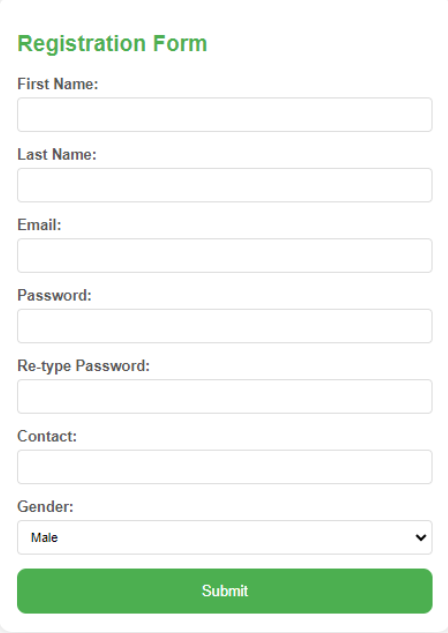 Registration Form
First Name:
Last Name:
Email:
Password:
Re-type Password:
Contact:
Gender:
Male
Submit